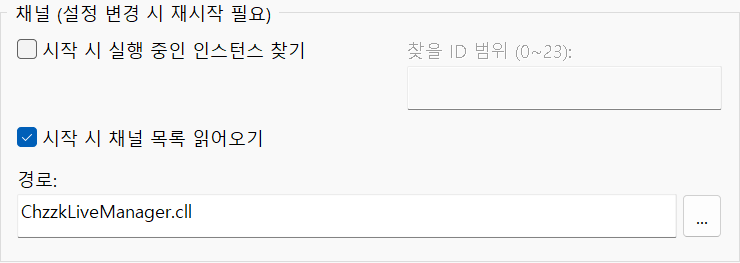 채널 (설정 변경 시 재시작 필요)
시작 시 실행 중인 인스턴스 찾기
찾을 ID 범위 (0~23):
시작 시 채널 목록 읽어오기
경로:
ChzzkLiveManager.cll
...